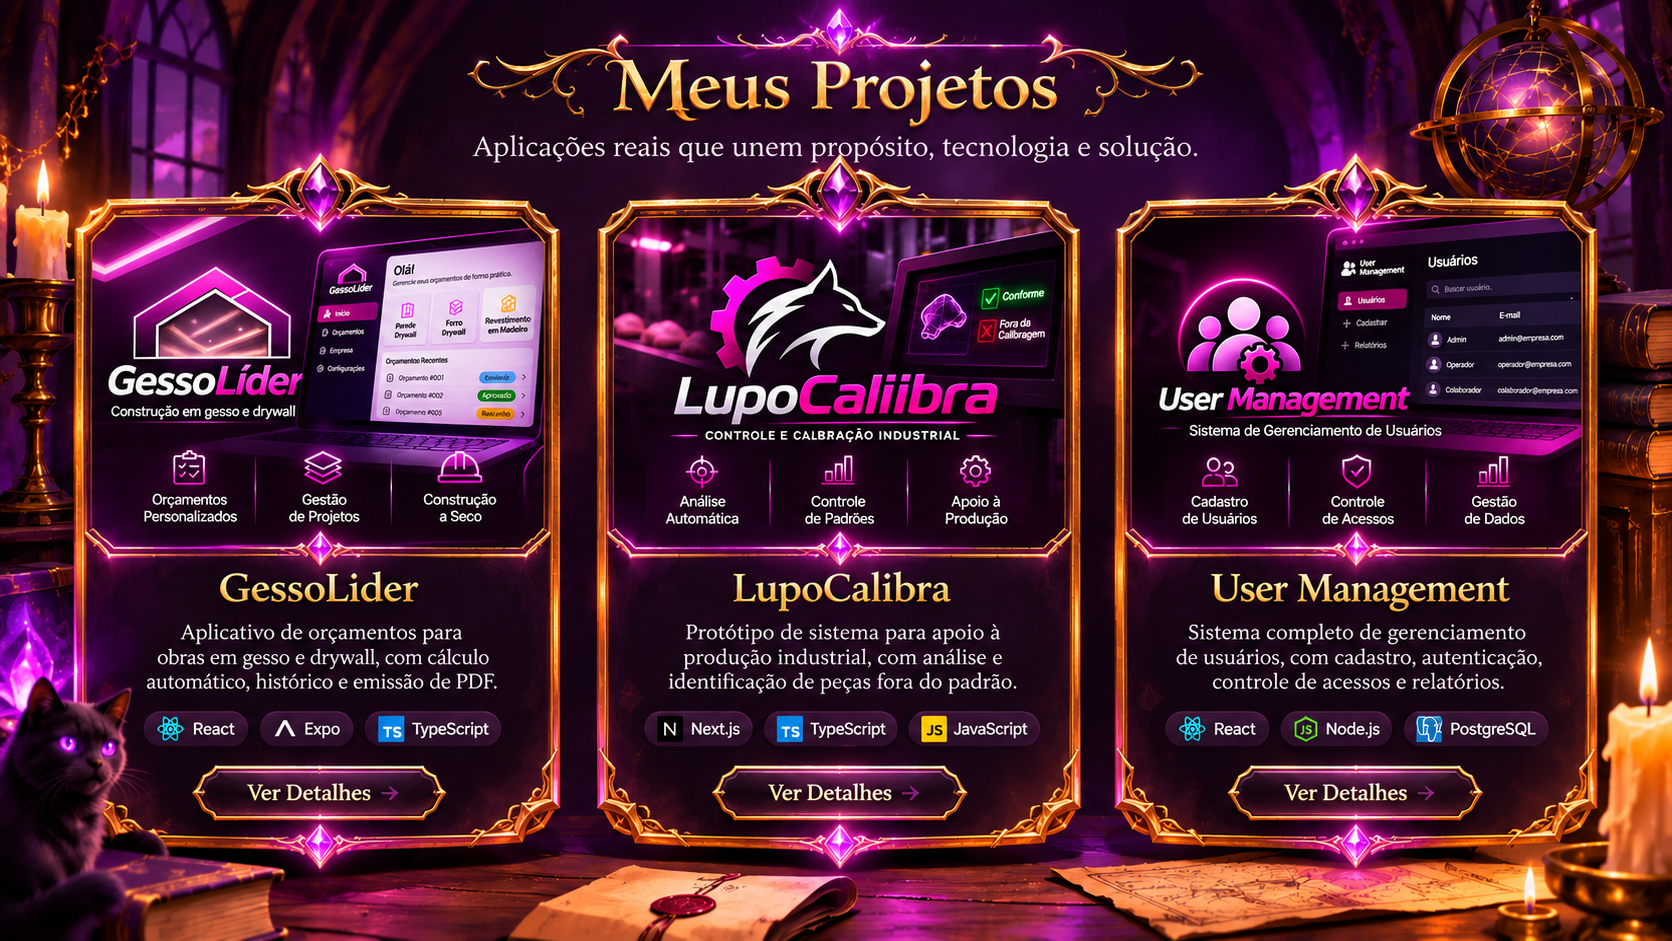 Meus Projetos
Aplicações reais que unem propósito, tecnologia e solução.
GessoLíder
Construção em gesso e drywall
GessoLíder
Início
Orçamentos
Empresa
Configurações
Olá!
Gerencie seus orçamentos de forma prática.
Parede
Drywall
Forro
Drywall
Revestimento
em Madeira
Orçamentos Recentes
Orçamento #001
Orçamento #002
Aprovado
Orçamento #003
Orçamentos
Personalizados
Gestão
de Projetos
Construção
a Seco
GessoLider
Aplicativo de orçamentos para
obras em gesso e drywall, com cálculo
automático, histórico e emissão de PDF.
React
Expo
TS TypeScript
Ver Detalhes →
LupoCaliibra
CONTROLE E CALBRAÇÃO INDUSTRIAL
Conforme
Fora da
Calibragem
Análise
Automática
Controle
de Padrões
Apoio à
Produção
LupoCalibra
Protótipo de sistema para apoio à
produção industrial, com análise e
identificação de peças fora do padrão.
N Next.js
TS TypeScript
JS JavaScript
Ver Detalhes →
User Management
Sistema de Gerenciamento de Usuários
User
Management
Usuários
Cadastrar
Relatórios
Usuários
Buscar usuário.
Nome E-mail
Admin admin@empresa.com
Operador operador@empresa.com
Colaborador colaborador@empresa.com
Cadastro
de Usuários
Controle
de Acessos
Gestão
de Dados
User Management
Sistema completo de gerenciamento
de usuários, com cadastro, autenticação,
controle de acessos e relatórios.
React
JS Node.js
PostgreSQL
Ver Detalhes →